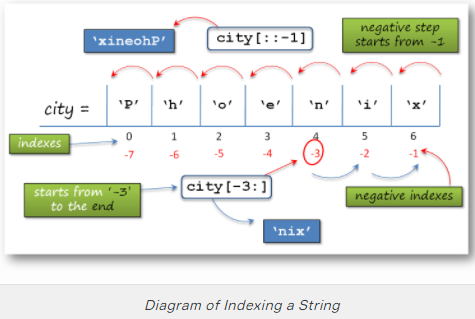 'xineohP'
city[::-1]
negative step
starts from -1
city =
'P' 'h' 'o' 'e' 'n' 'i' 'x'
indexes
0 1 2 3 4 5 6
-7 -6 -5 -4 -3 -2 -1
starts from '-3'
to the end
city[-3:]
negative indexes
'nix'
Diagram of Indexing a String